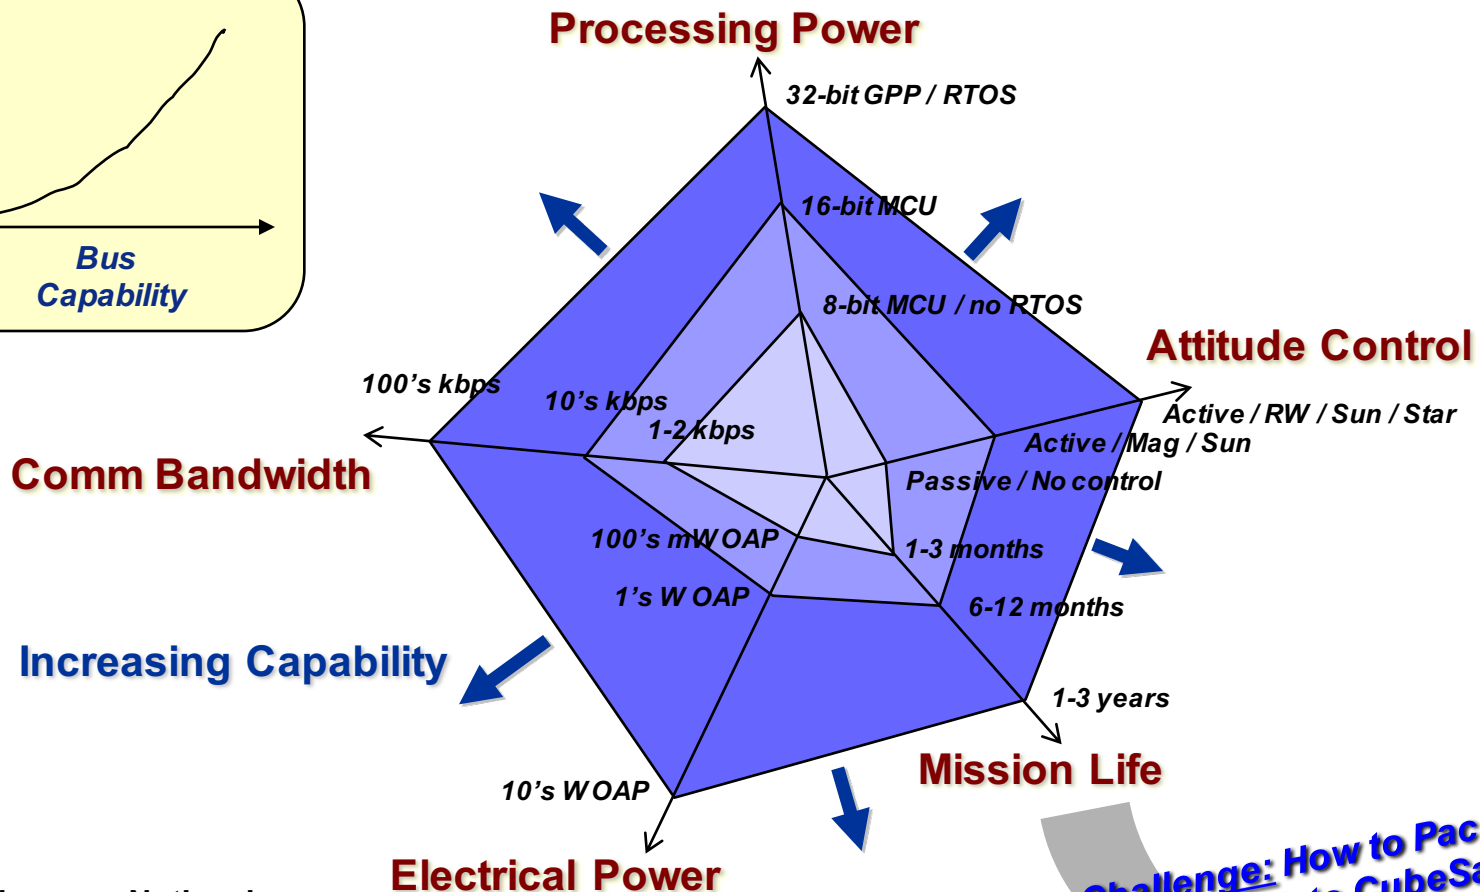 Processing Power
32-bit GPP / RTOS
16-bit MCU
Bus
Capability
8-bit MCU / no RTOS
Attitude Control
100's kbps
10's kbps
Active / RW / Sun / Star
1-2 kbps
Active / Mag / Sun
Comm Bandwidth
Passive / No control
100's mW OAP
1-3 months
1's W OAP
6-12 months
Increasing Capability
1-3 years
Mission Life
10's W OAP
Electrical Power
Challenge: How to Pac
to CubeSa